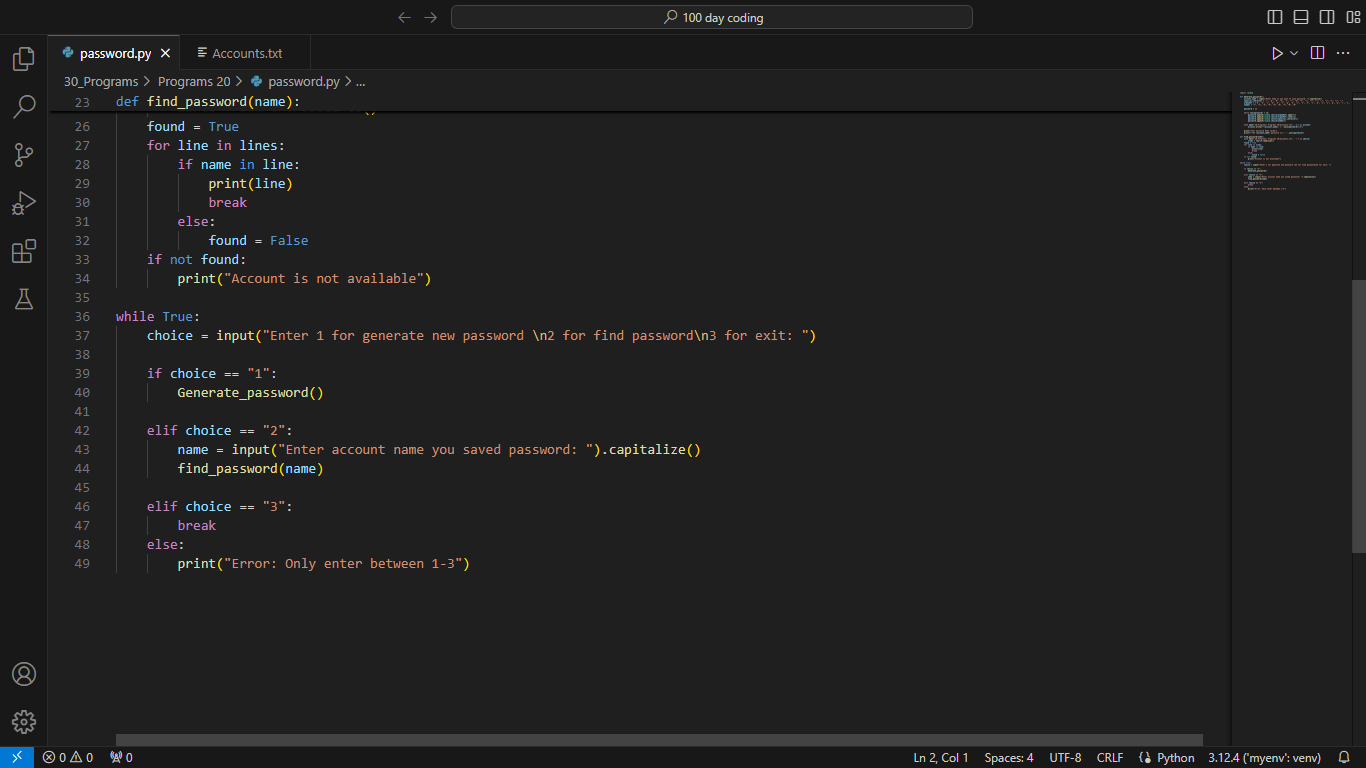 100 day coding
password.py
Accounts.txt
30_Programs > Programs 20 > password.py > ...
23 def find_password(name):
26 found = True
27 for line in lines:
28 if name in line:
29 print(line)
30 break
31 else:
32 found = False
33 if not found:
34 print("Account is not available")
35
36 while True:
37 choice = input("Enter 1 for generate new password \n2 for find password\n3 for exit: ")
38
39 if choice == "1":
40 Generate_password()
41
42 elif choice == "2":
43 name = input("Enter account name you saved password: ").capitalize()
44 find_password(name)
45
46 elif choice == "3":
47 break
48 else:
49 print("Error: Only enter between 1-3")
0 0 0 Ln 2, Col 1 Spaces: 4 UTF-8 CRLF Python 3.12.4 ('myenv': venv)